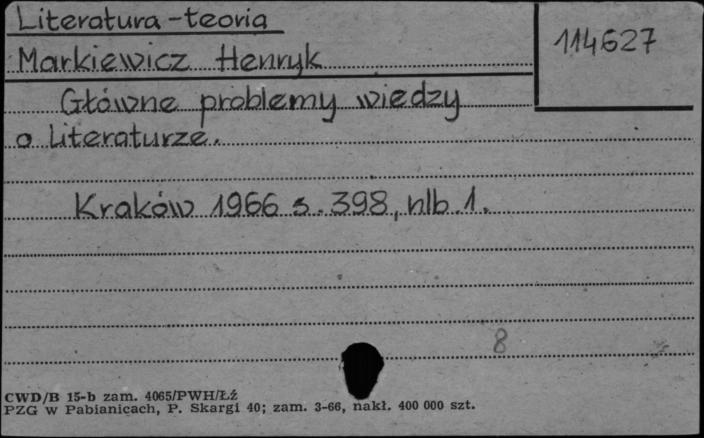 Literatura-teoria
114627
Markiewicz Henryk
Główne problemy wiedzy
o literaturze.
Kraków 1966 s. 398, nlb. 1.
8
CWD/B 15-b zam. 4065/PWH/Łź
PZG w Pabianicach, P. Skargi 40; zam. 3-66, nakł. 400 000 szt.